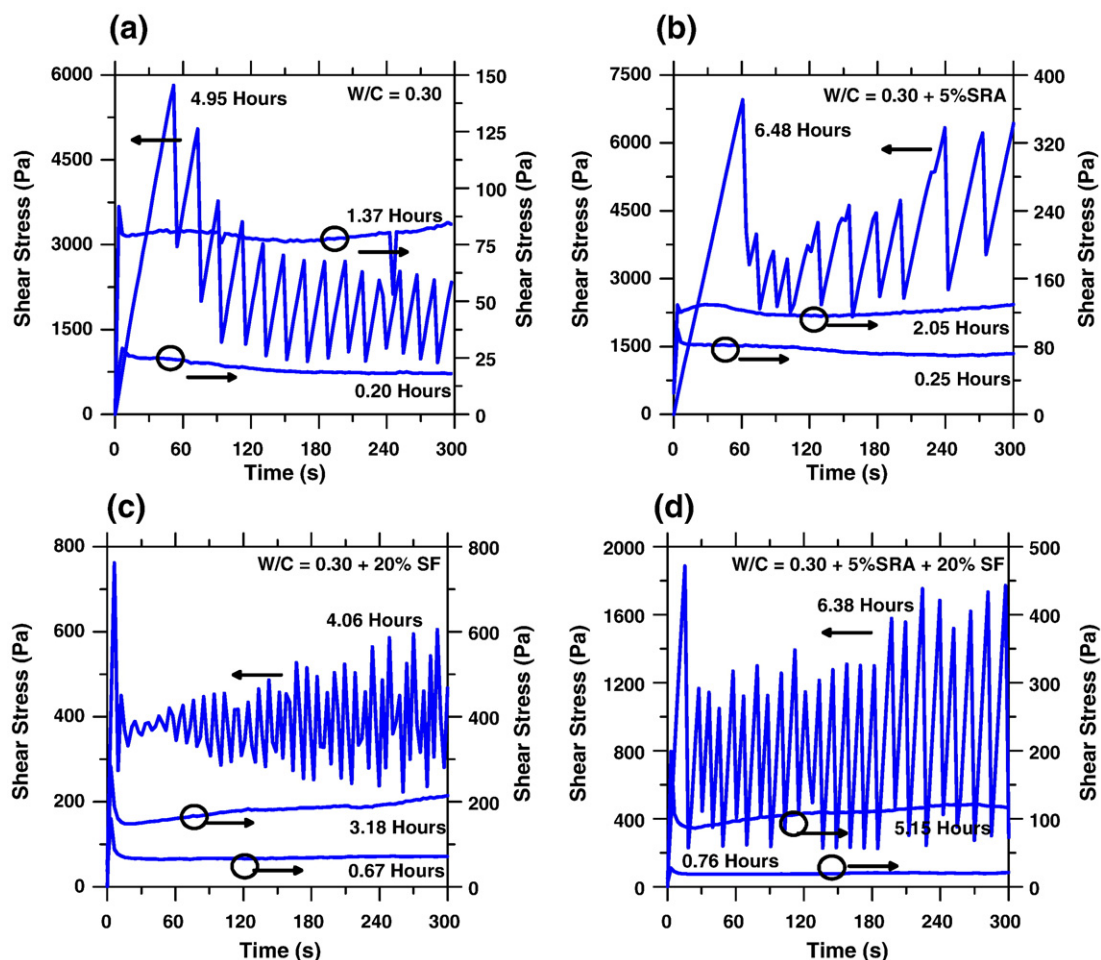 (a)
W/C = 0.30
4.95 Hours
1.37 Hours
0.20 Hours
6000
4500
3000
1500
0
150
125
100
75
50
25
0
0 60 120 180 240 300
Shear Stress (Pa)
Shear Stress (Pa)
Time (s)
(b)
W/C = 0.30 + 5%SRA
6.48 Hours
2.05 Hours
0.25 Hours
7500
6000
4500
3000
1500
0
400
320
240
160
80
0
0 60 120 180 240 300
Shear Stress (Pa)
Shear Stress (Pa)
Time (s)
(c)
W/C = 0.30 + 20% SF
4.06 Hours
3.18 Hours
0.67 Hours
800
600
400
200
0
800
600
400
200
0
0 60 120 180 240 300
Shear Stress (Pa)
Shear Stress (Pa)
Time (s)
(d)
W/C = 0.30 + 5%SRA + 20% SF
6.38 Hours
5.15 Hours
0.76 Hours
2000
1600
1200
800
400
0
500
400
300
200
100
0
0 60 120 180 240 300
Shear Stress (Pa)
Shear Stress (Pa)
Time (s)